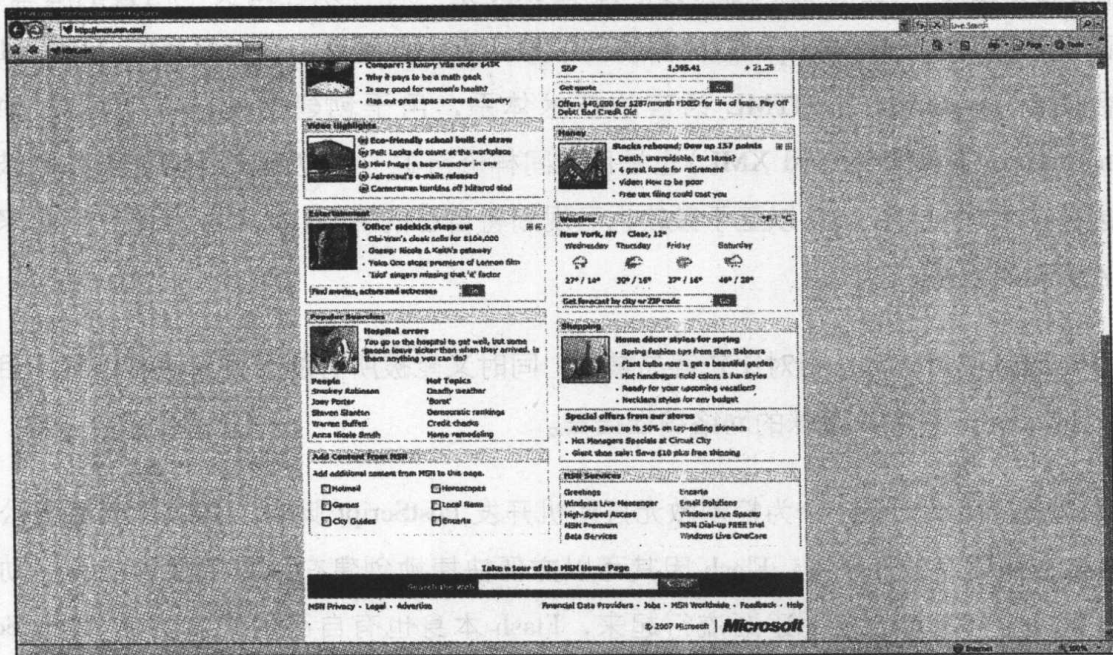 http://www.msn.com/
Live Search
Page
Tools
Compare: 2 luxury vils under $45K
Why it pays to be a math geek
Is soy good for women's health?
Map out great spas across the country
S&P 1,395.41 + 21.29
Get quote Go
Offer: $40,000 for $287/month FIXED for life of loan. Pay Off
Debt! Bad Credit Ok!
Video Highlights
Eco-friendly school built of straw
Poll: Looks do count at the workplace
Mini fridge & beer launcher in one
Astronaut's e-mails released
Cameraman tumbles off bobsled sled
Money
Stocks rebound; Dow up 157 points
Death, unavoidable. But taxes?
4 great funds for retirement
Video: How to be poor
Free tax filing could cost you
Entertainment
'Office' sidekick steps out
Obi-Wan's cloak sells for $104,000
Gossip: Nicole & Keith's getaway
Yoko Ono stops premiere of Lennon film
'Idol' singers missing that 'it' factor
Find movies, actors and actresses Go
Weather °F °C
New York, NY Clear, 12°
Wednesday Thursday Friday Saturday
27° / 14° 30° / 16° 37° / 16° 46° / 28°
Get forecast by city or ZIP code Go
Popular Searches
Hospital errors
You go to the hospital to get well, but some
people leave sicker than when they arrived. Is
there anything you can do?
People Hot Topics
Smokey Robinson Deadly weather
Joey Porter 'Borat'
Steven Stanton Democratic rankings
Warren Buffett Credit checks
Anna Nicole Smith Home remodeling
Shopping
Home décor styles for spring
Spring fashion tips from Sam Saboura
Plant bulbs now & get a beautiful garden
Hot handbags: Bold colors & fun styles
Ready for your upcoming vacation?
Necklace styles for any budget
Special offers from our stores
AVON: Save up to 50% on top-selling skincare
Hot Managers Specials at Circuit City
Giant shoe sale: Save $10 plus free shipping
Add Content from MSN
Add additional content from MSN to this page.
Hotmail Horoscopes
Games Local News
City Guides Encarta
MSN Services
Greetings Encarta
Windows Live Messenger Email Solutions
High-Speed Access Windows Live Spaces
MSN Premium MSN Dial-up FREE trial
Beta Services Windows Live OneCare
Take a tour of the MSN Home Page
Search the Web
MSN Privacy Legal Advertise Financial Data Providers Jobs MSN Worldwide Feedback Help
© 2007 Microsoft Microsoft
Internet 100%